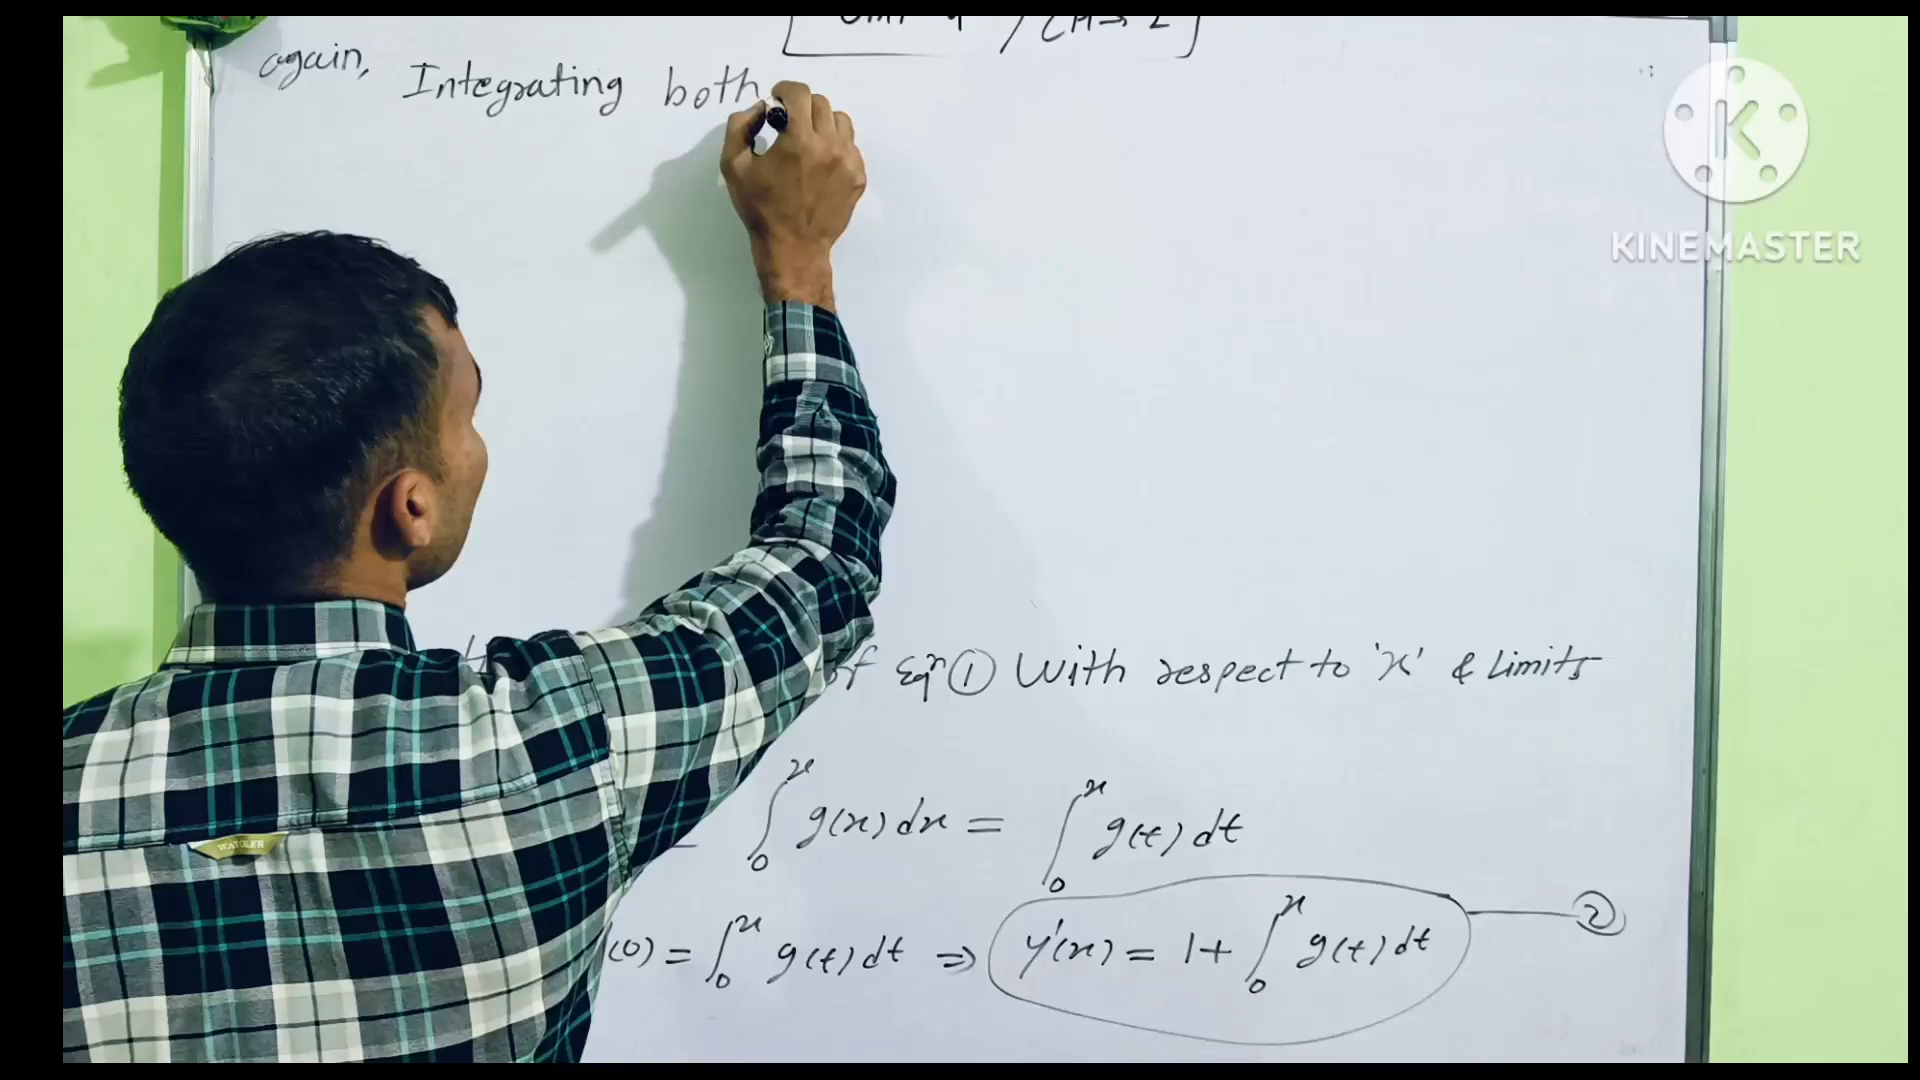 again, Integrating both
of Eqⁿ ① With respect to 'x' & Limits
∫₀ˣ g(x) dx = ∫₀ˣ g(t) dt
(0) = ∫₀ˣ g(t) dt ⇒ y'(x) = 1 + ∫₀ˣ g(t) dt ②
KINEMASTER
WATCLER